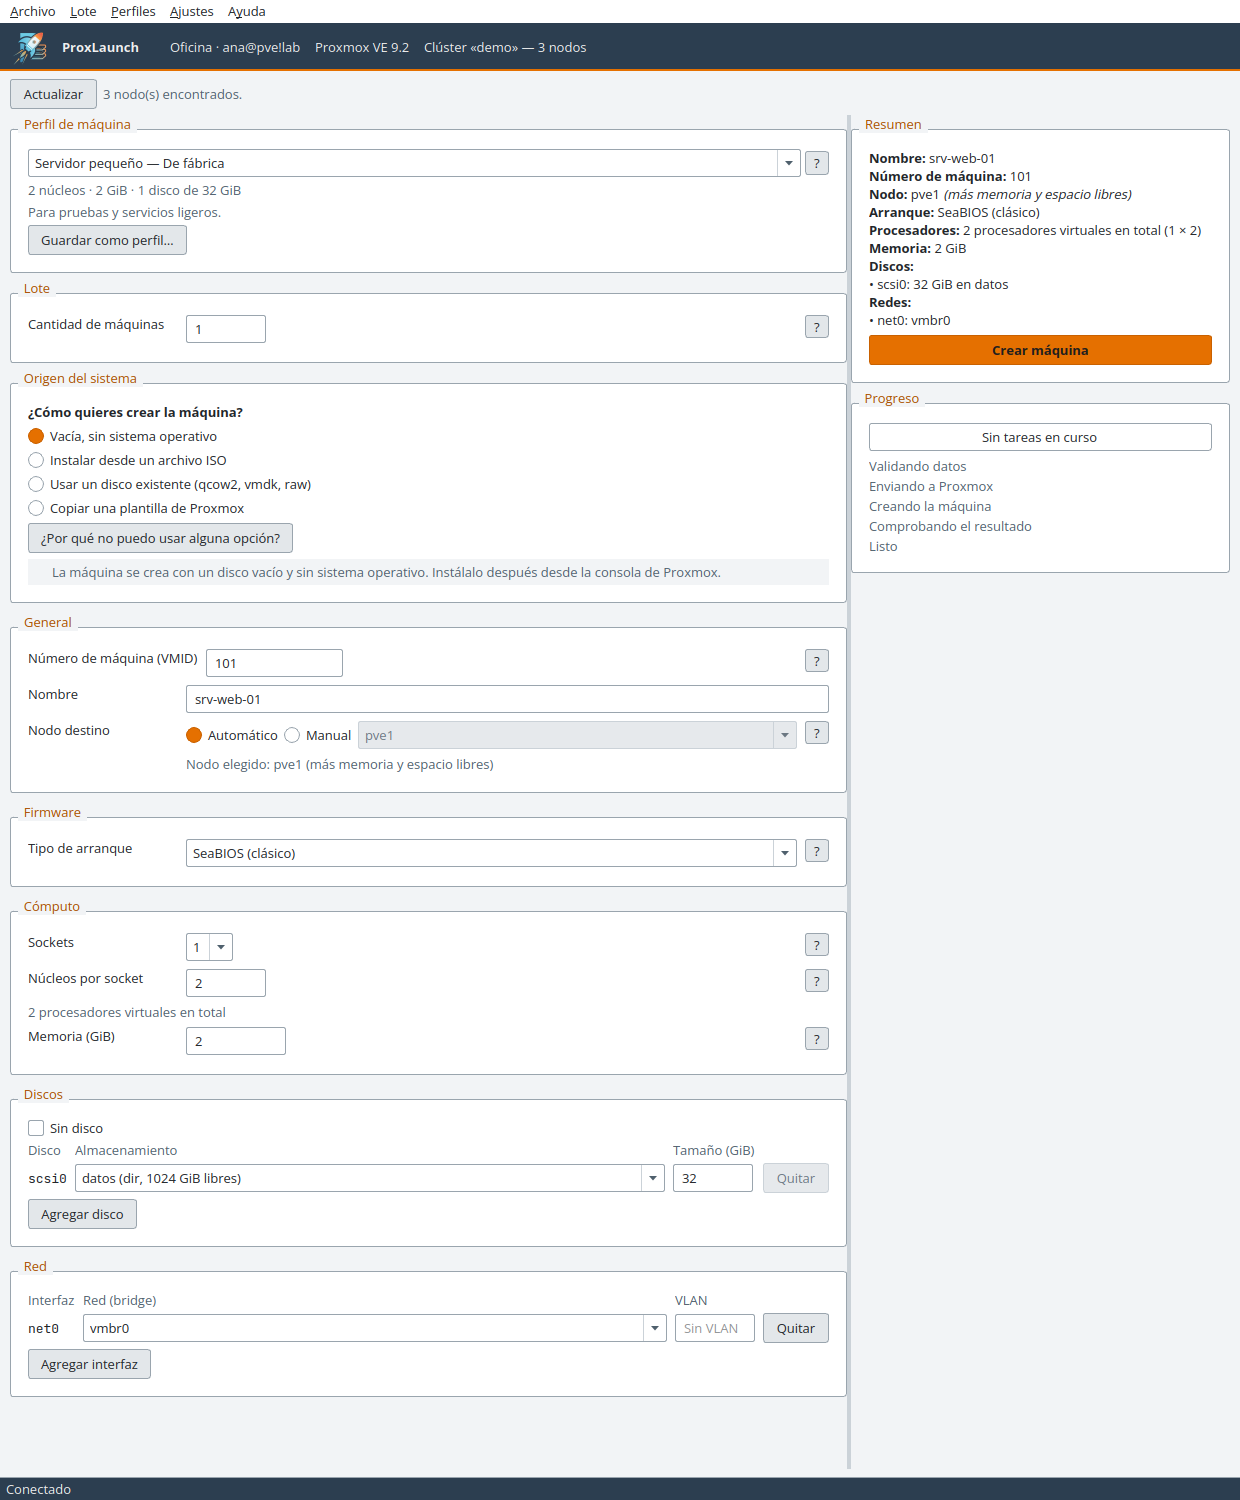 Archivo Lote Perfiles Ajustes Ayuda
ProxLaunch Oficina · ana@pve!lab Proxmox VE 9.2 Clúster «demo» — 3 nodos
Actualizar 3 nodo(s) encontrados.
Perfil de máquina
Servidor pequeño — De fábrica ?
2 núcleos · 2 GiB · 1 disco de 32 GiB
Para pruebas y servicios ligeros.
Guardar como perfil...
Lote
Cantidad de máquinas 1 ?
Origen del sistema
¿Cómo quieres crear la máquina?
Vacía, sin sistema operativo
Instalar desde un archivo ISO
Usar un disco existente (qcow2, vmdk, raw)
Copiar una plantilla de Proxmox
¿Por qué no puedo usar alguna opción?
La máquina se crea con un disco vacío y sin sistema operativo. Instálalo después desde la consola de Proxmox.
General
Número de máquina (VMID) 101 ?
Nombre srv-web-01
Nodo destino Automático Manual pve1 ?
Nodo elegido: pve1 (más memoria y espacio libres)
Firmware
Tipo de arranque SeaBIOS (clásico) ?
Cómputo
Sockets 1 ?
Núcleos por socket 2 ?
2 procesadores virtuales en total
Memoria (GiB) 2 ?
Discos
Sin disco
Disco Almacenamiento Tamaño (GiB)
scsi0 datos (dir, 1024 GiB libres) 32 Quitar
Agregar disco
Red
Interfaz Red (bridge) VLAN
net0 vmbr0 Sin VLAN Quitar
Agregar interfaz
Resumen
Nombre: srv-web-01
Número de máquina: 101
Nodo: pve1 (más memoria y espacio libres)
Arranque: SeaBIOS (clásico)
Procesadores: 2 procesadores virtuales en total (1 × 2)
Memoria: 2 GiB
Discos:
• scsi0: 32 GiB en datos
Redes:
• net0: vmbr0
Crear máquina
Progreso
Sin tareas en curso
Validando datos
Enviando a Proxmox
Creando la máquina
Comprobando el resultado
Listo
Conectado